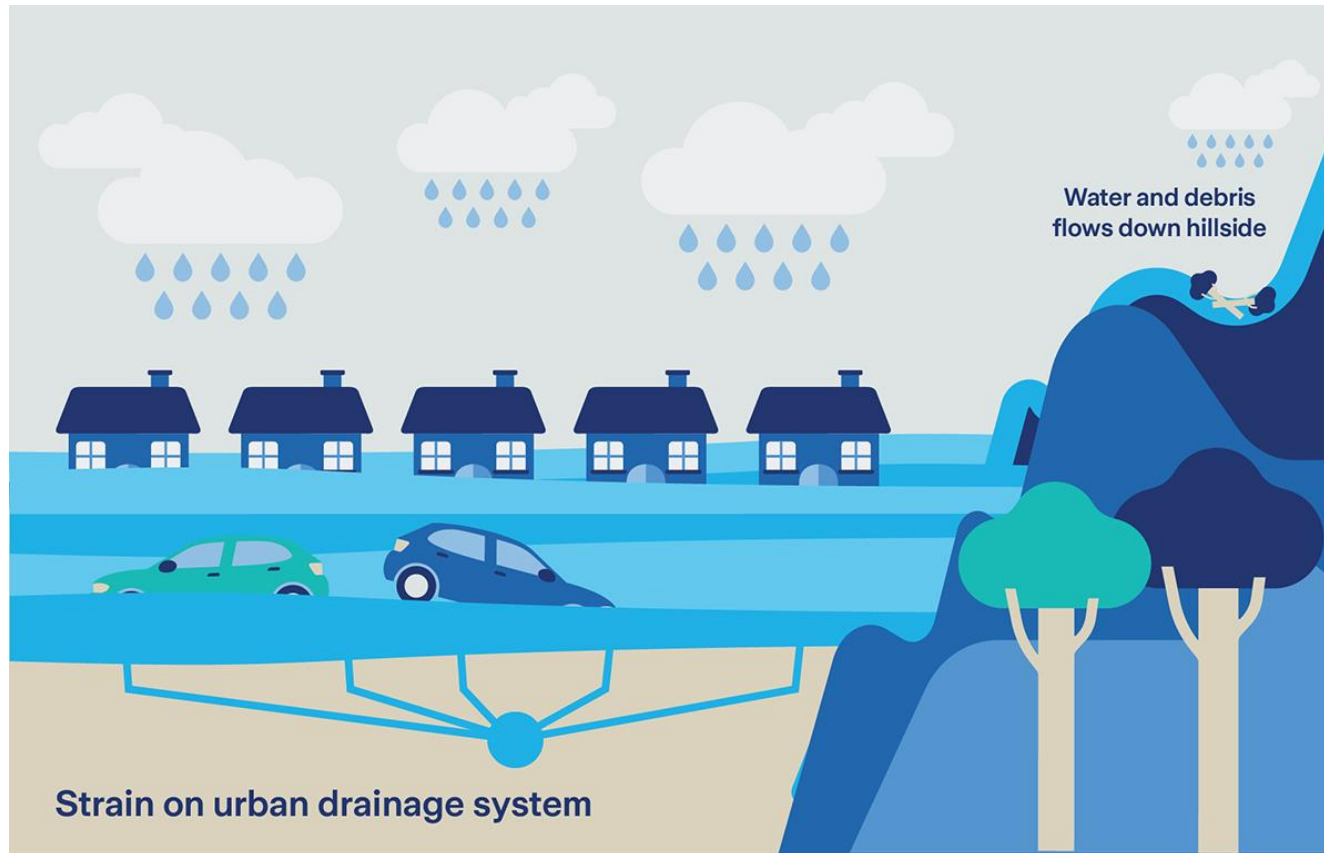 Water and debris
flows down hillside
Strain on urban drainage system